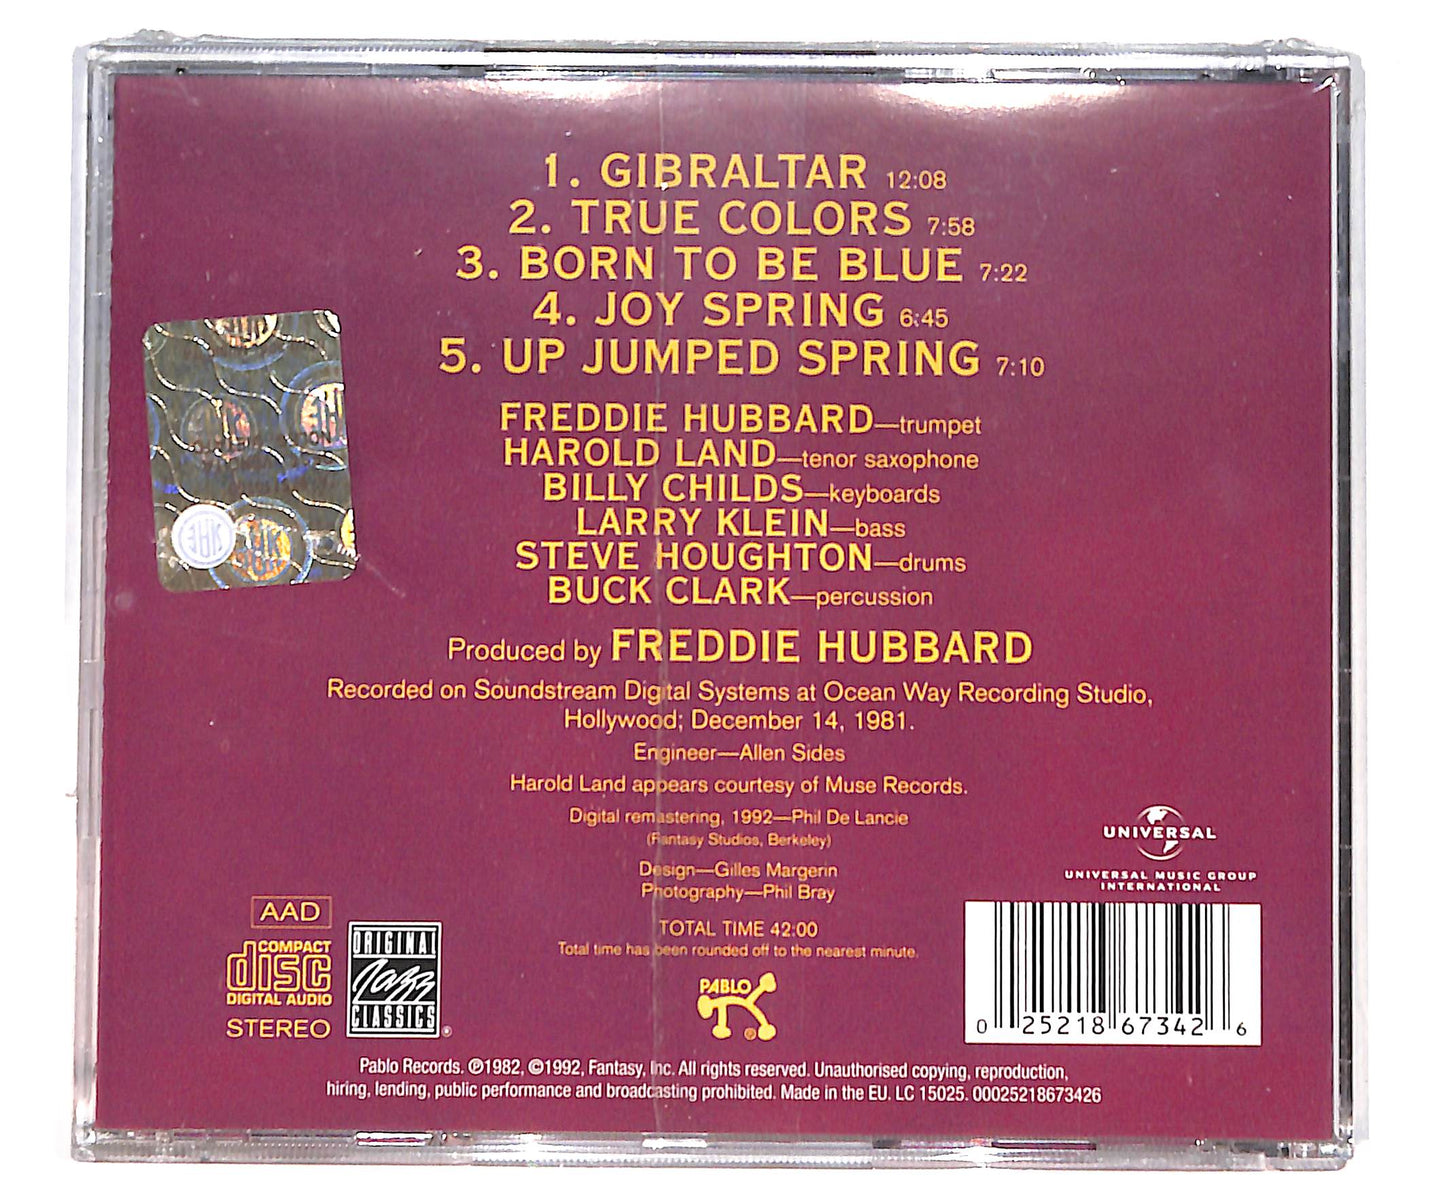 1. GIBRALTAR 12:08
2. TRUE COLORS 7:58
3. BORN TO BE BLUE 7:22
4. JOY SPRING 6:45
5. UP JUMPED SPRING 7:10
FREDDIE HUBBARD—trumpet
HAROLD LAND—tenor saxophone
BILLY CHILDS—keyboards
LARRY KLEIN—bass
STEVE HOUGHTON—drums
BUCK CLARK—percussion
Produced by FREDDIE HUBBARD
Recorded on Soundstream Digital Systems at Ocean Way Recording Studio,
Hollywood; December 14, 1981.
Engineer—Allen Sides
Harold Land appears courtesy of Muse Records.
Digital remastering, 1992—Phil De Lancie
(Fantasy Studios, Berkeley)
Design—Gilles Margerin
Photography—Phil Bray
TOTAL TIME 42:00
Total time has been rounded off to the nearest minute.
UNIVERSAL
UNIVERSAL MUSIC GROUP
INTERNATIONAL
AAD
COMPACT
disc
DIGITAL AUDIO
STEREO
ORIGINAL
Jazz
CLASSICS®
PABLO
®
0 25218 67342 6
Pablo Records. ℗1982, ©1992, Fantasy, Inc. All rights reserved. Unauthorised copying, reproduction,
hiring, lending, public performance and broadcasting prohibited. Made in the EU. LC 15025. 00025218673426